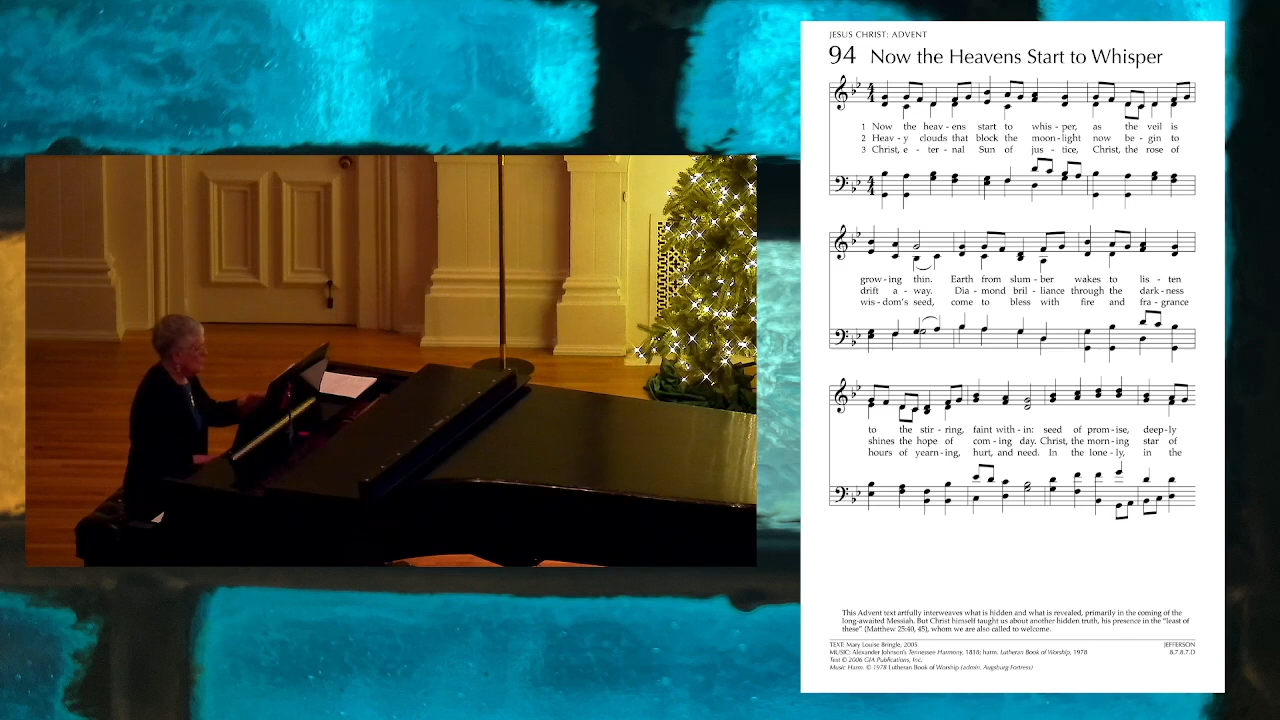 JESUS CHRIST: ADVENT
94 Now the Heavens Start to Whisper
1 Now the heav - ens start to whis - per, as the veil is
2 Heav - y clouds that block the moon - light now be - gin to
3 Christ, e - ter - nal Sun of jus - tice, Christ, the rose of
grow - ing thin. Earth from slum - ber wakes to lis - ten
drift a - way. Dia - mond bril - liance through the dark - ness
wis - dom's seed, come to bless with fire and fra - grance
to the stir - ring, faint with - in: seed of prom - ise, deep - ly
shines the hope of com - ing day. Christ, the morn - ing star of
hours of yearn - ing, hurt, and need. In the lone - ly, in the
This Advent text artfully interweaves what is hidden and what is revealed, primarily in the coming of the
long-awaited Messiah. But Christ himself taught us about another hidden truth, his presence in the “least of
these” (Matthew 25:40, 45), whom we are also called to welcome.
TEXT: Mary Louise Bringle, 2005 JEFFERSON
MUSIC: Alexander Johnson's Tennessee Harmony, 1818; harm. Lutheran Book of Worship, 1978 8.7.8.7.D
Text © 2006 GIA Publications, Inc.
Music Harm. © 1978 Lutheran Book of Worship (admin. Augsburg Fortress)